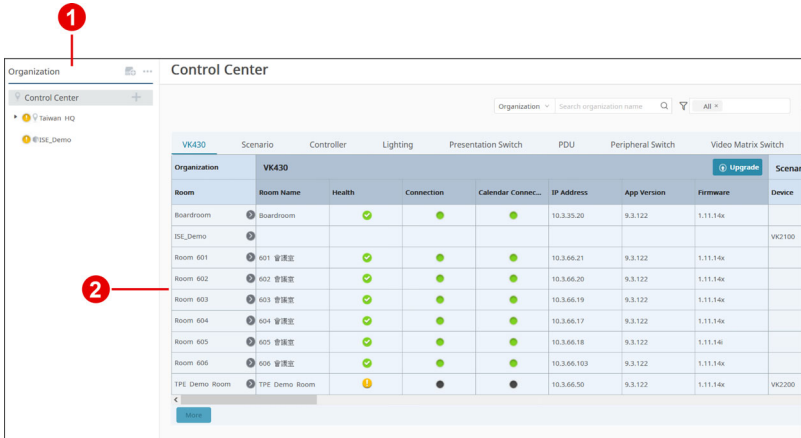 1
Organization
Control Center
Control Center
Taiwan HQ
ISE_Demo
Organization Search organization name All ×
VK430 Scenario Controller Lighting Presentation Switch PDU Peripheral Switch Video Matrix Switch
Organization VK430 Upgrade Scenar
Room Room Name Health Connection Calendar Connec... IP Address App Version Firmware Device
Boardroom Boardroom 10.3.35.20 9.3.122 1.11.14x
ISE_Demo VK2100
Room 601 601 會議室 10.3.66.21 9.3.122 1.11.14x
2
Room 602 602 會議室 10.3.66.20 9.3.122 1.11.14x
Room 603 603 會議室 10.3.66.19 9.3.122 1.11.14x
Room 604 604 會議室 10.3.66.17 9.3.122 1.11.14x
Room 605 605 會議室 10.3.66.18 9.3.122 1.11.14i
Room 606 606 會議室 10.3.66.103 9.3.122 1.11.14x
TPE Demo Room TPE Demo Room 10.3.66.50 9.3.122 1.11.14x VK2200
More